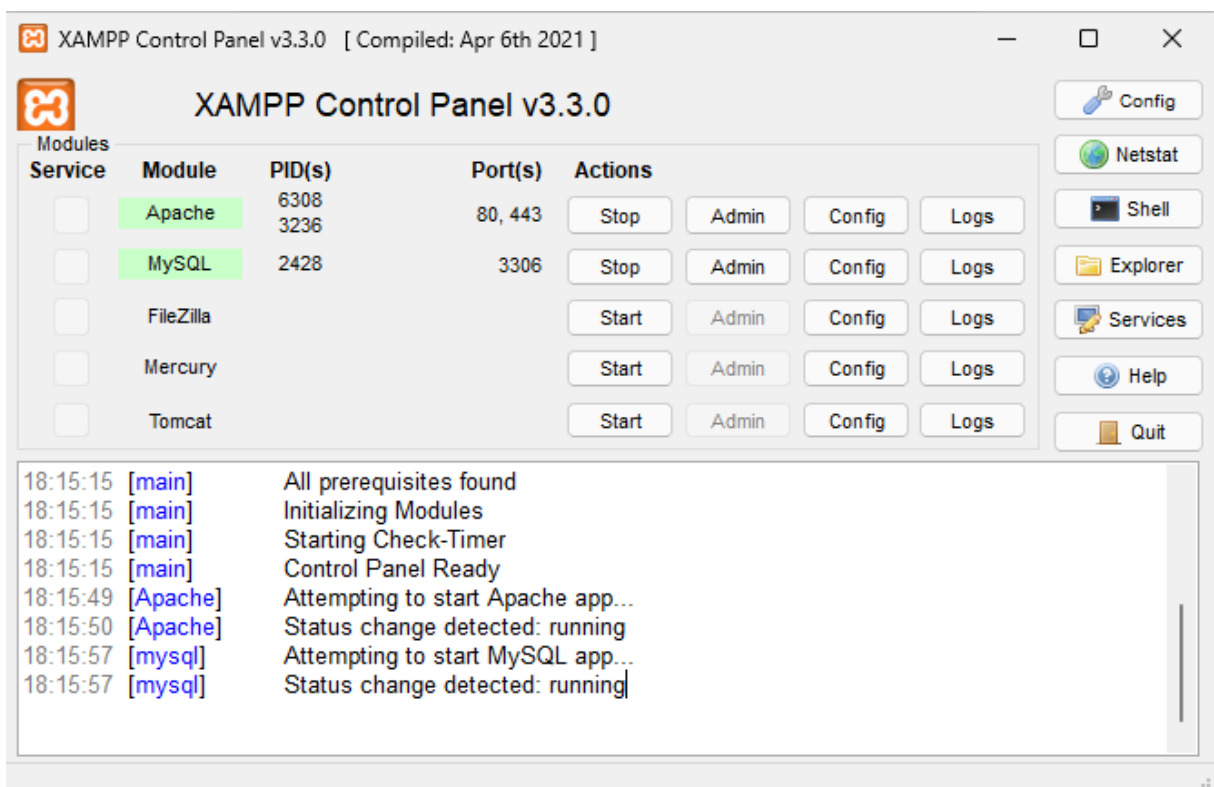 XAMPP Control Panel v3.3.0 [ Compiled: Apr 6th 2021 ]
XAMPP Control Panel v3.3.0
Config
Modules
Service Module PID(s) Port(s) Actions
Netstat
Apache 6308 3236 80, 443 Stop Admin Config Logs
Shell
MySQL 2428 3306 Stop Admin Config Logs
Explorer
FileZilla Start Admin Config Logs
Services
Mercury Start Admin Config Logs
Help
Tomcat Start Admin Config Logs
Quit
18:15:15 [main] All prerequisites found
18:15:15 [main] Initializing Modules
18:15:15 [main] Starting Check-Timer
18:15:15 [main] Control Panel Ready
18:15:49 [Apache] Attempting to start Apache app...
18:15:50 [Apache] Status change detected: running
18:15:57 [mysql] Attempting to start MySQL app...
18:15:57 [mysql] Status change detected: running